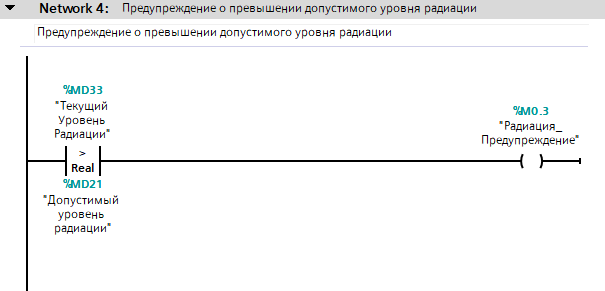 Network 4: Предупреждение о превышении допустимого уровня радиации
Предупреждение о превышении допустимого уровня радиации
%MD33
"Текущий
Уровень
Радиации"
>
Real
%MD21
"Допустимый
уровень
радиации"
%M0.3
"Радиация_
Предупреждение"